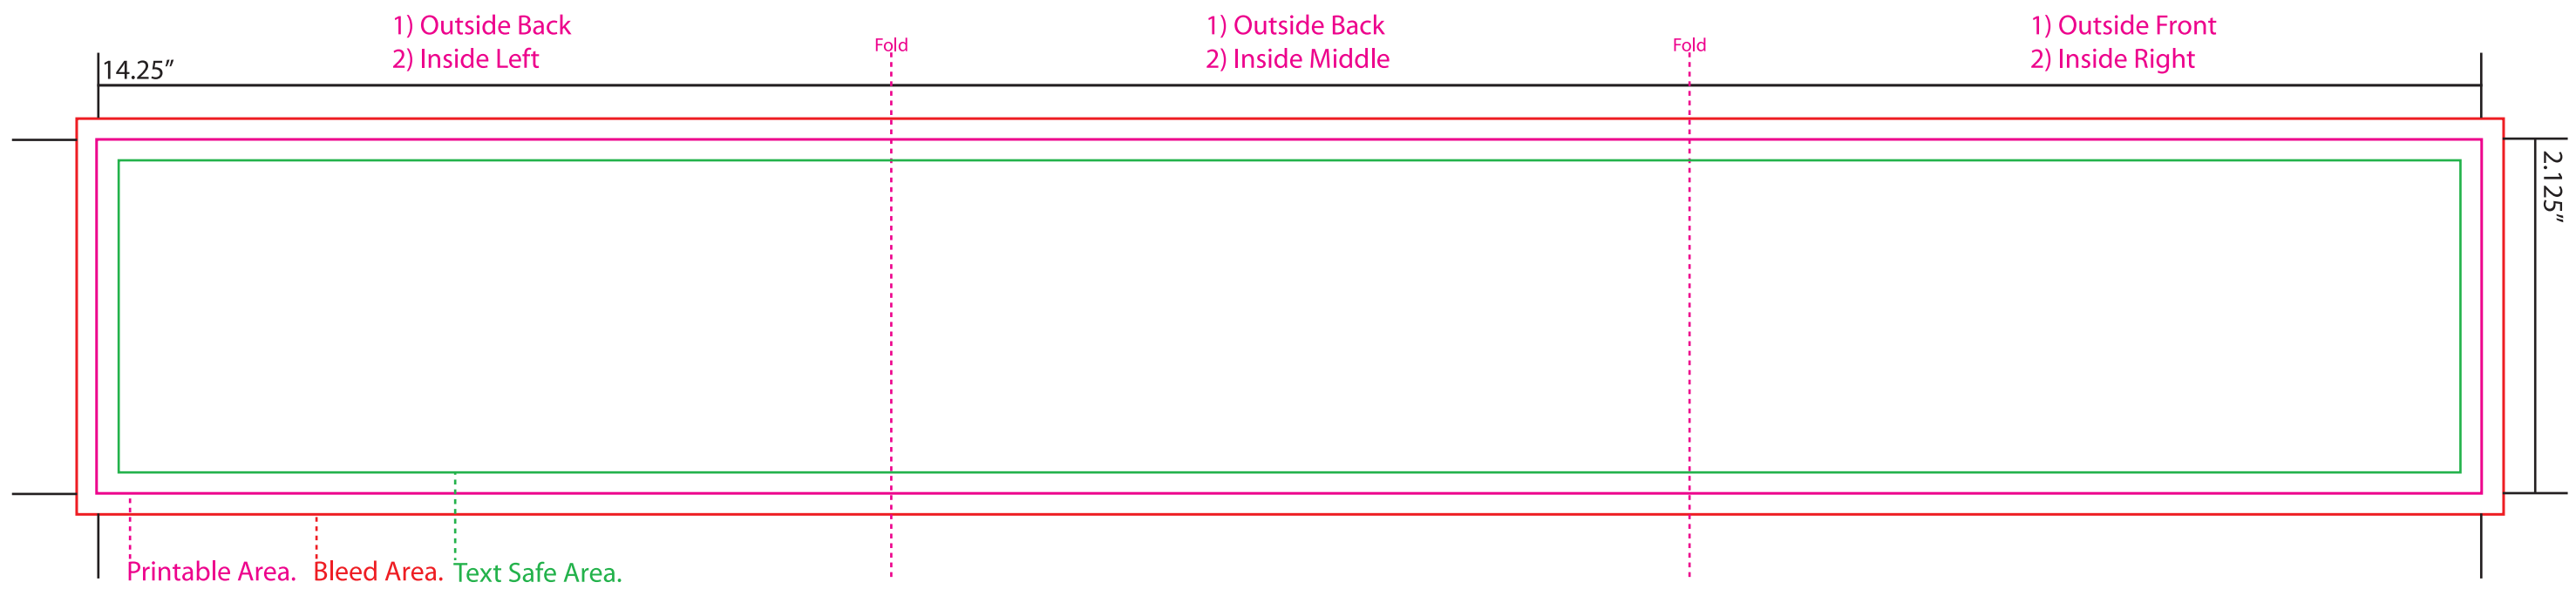 1) Outside Back
2) Inside Left
Fold
1) Outside Back
2) Inside Middle
Fold
1) Outside Front
2) Inside Right
14.25”
2.125”
Printable Area.
Bleed Area.
Text Safe Area.